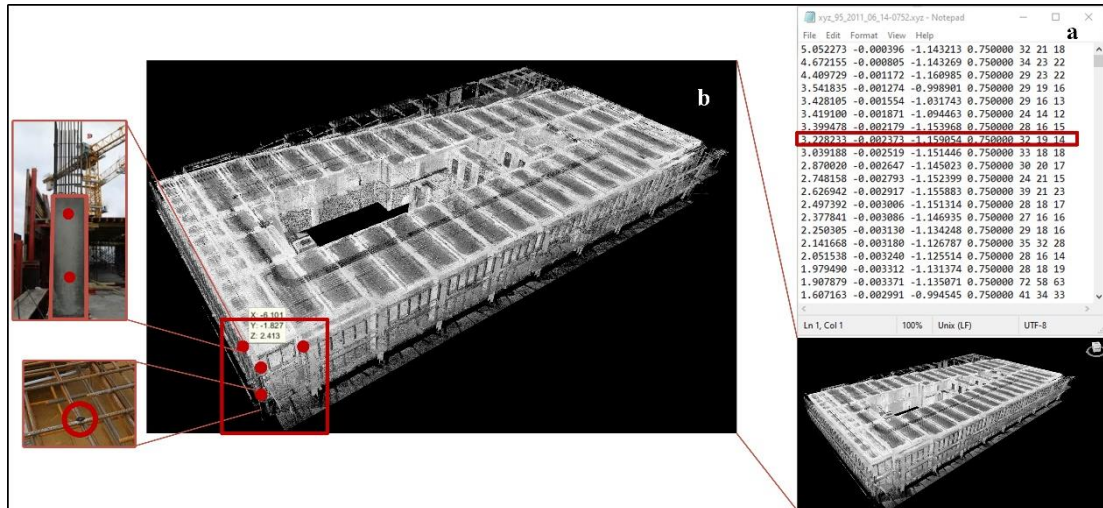 xyz_95_2011_06_14-0752.xyz - Notepad
a
File Edit Format View Help
5.052273 -0.000396 -1.143213 0.750000 32 21 18
4.672155 -0.000805 -1.143269 0.750000 34 23 22
4.409729 -0.001172 -1.160985 0.750000 29 23 22
3.541835 -0.001274 -0.998901 0.750000 29 19 16
3.428105 -0.001554 -1.031743 0.750000 29 16 13
3.419100 -0.001871 -1.094463 0.750000 24 14 12
3.399478 -0.002179 -1.153968 0.750000 28 16 15
3.228233 -0.002373 -1.159054 0.750000 32 19 14
3.039188 -0.002519 -1.151446 0.750000 33 18 18
2.870020 -0.002647 -1.145023 0.750000 30 20 17
2.748158 -0.002793 -1.152399 0.750000 24 21 15
2.626942 -0.002917 -1.155883 0.750000 39 21 23
2.497392 -0.003006 -1.151314 0.750000 28 18 17
2.377841 -0.003086 -1.146935 0.750000 27 16 16
2.250305 -0.003130 -1.134248 0.750000 29 18 16
2.141668 -0.003180 -1.126787 0.750000 35 32 28
2.051538 -0.003240 -1.125514 0.750000 28 16 14
1.979490 -0.003312 -1.131374 0.750000 28 18 19
1.907879 -0.003371 -1.135071 0.750000 72 58 63
1.607163 -0.002991 -0.994545 0.750000 41 34 33
Ln 1, Col 1 100% Unix (LF) UTF-8
b
X: -6.101
Y: -1.827
Z: 2.413